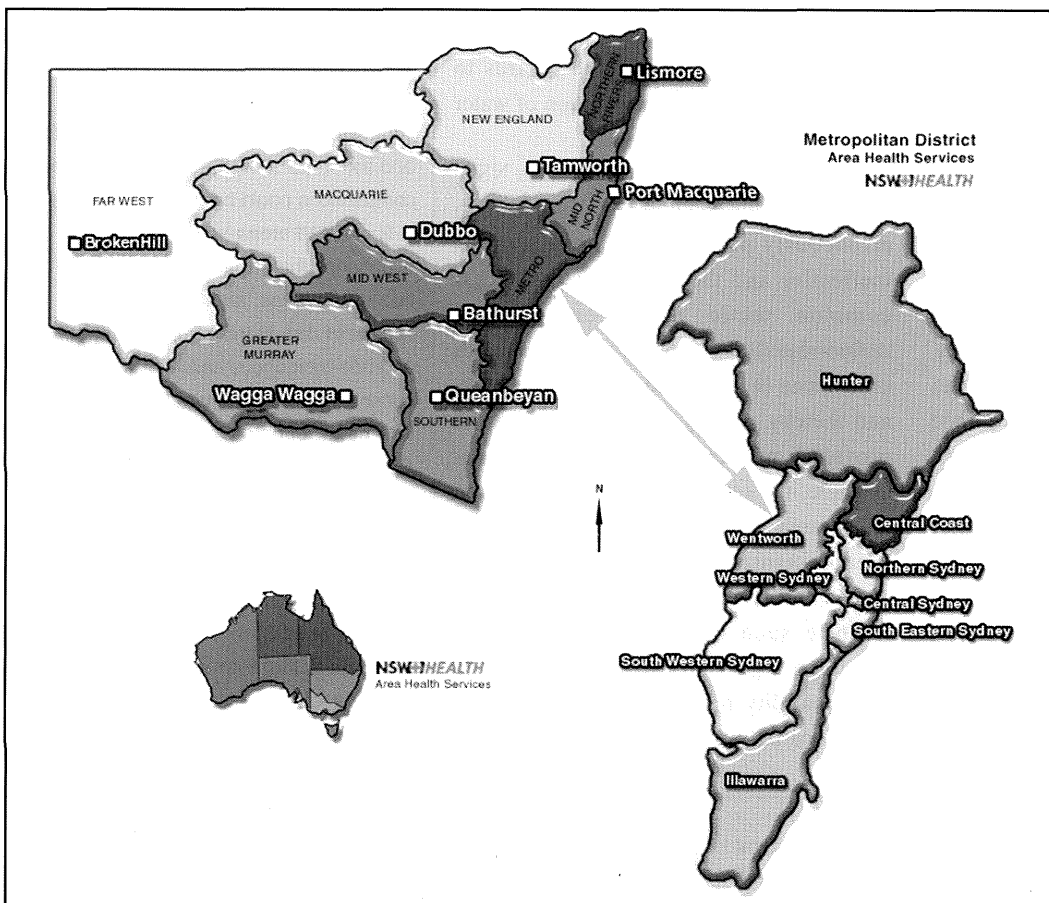 Lismore
NORTHERN
RIVERS
NEW ENGLAND
Tamworth
Metropolitan District
Area Health Services
NSW HEALTH
MACQUARIE
Port Macquarie
FAR WEST
MID
NORTH
Dubbo
BrokenHill
METRO
MID WEST
Bathurst
GREATER
MURRAY
Hunter
Wagga Wagga
Queanbeyan
SOUTHERN
N
Central Coast
Wentworth
Northern Sydney
Western Sydney
Central Sydney
South Eastern Sydney
South Western Sydney
NSW HEALTH
Area Health Services
Illawarra